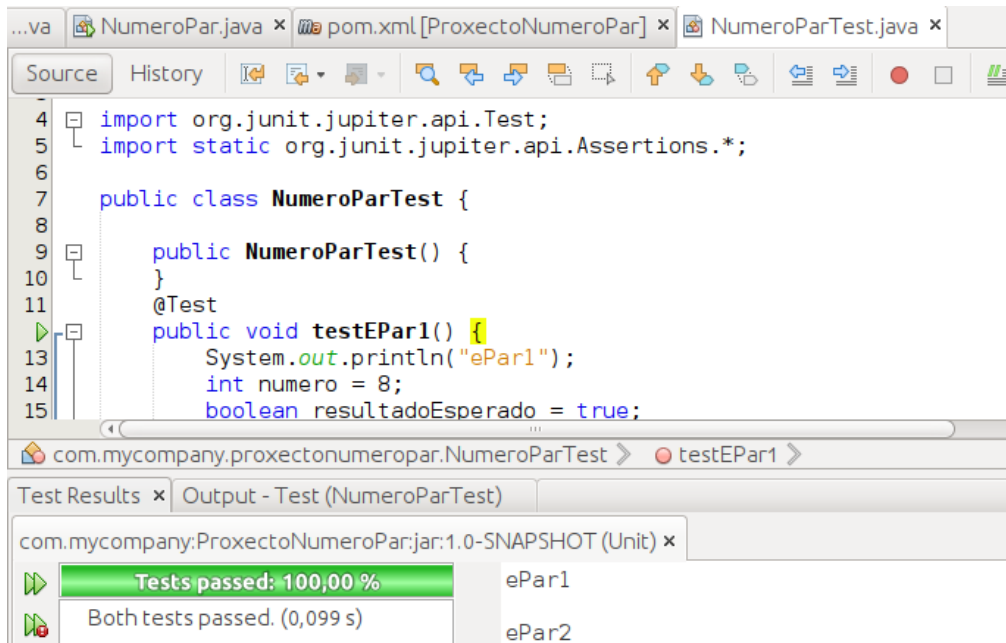 ...va NumeroPar.java × pom.xml [ProxectoNumeroPar] × NumeroParTest.java ×
Source History
4 import org.junit.jupiter.api.Test;
5 import static org.junit.jupiter.api.Assertions.*;
6
7 public class NumeroParTest {
8
9 public NumeroParTest() {
10 }
11 @Test
public void testEPar1() {
13 System.out.println("ePar1");
14 int numero = 8;
15 boolean resultadoEsperado = true;
com.mycompany.proxectonumeropar.NumeroParTest testEPar1
Test Results × Output - Test (NumeroParTest)
com.mycompany:ProxectoNumeroPar:jar:1.0-SNAPSHOT (Unit) ×
Tests passed: 100,00 % ePar1
Both tests passed. (0,099 s)
ePar2